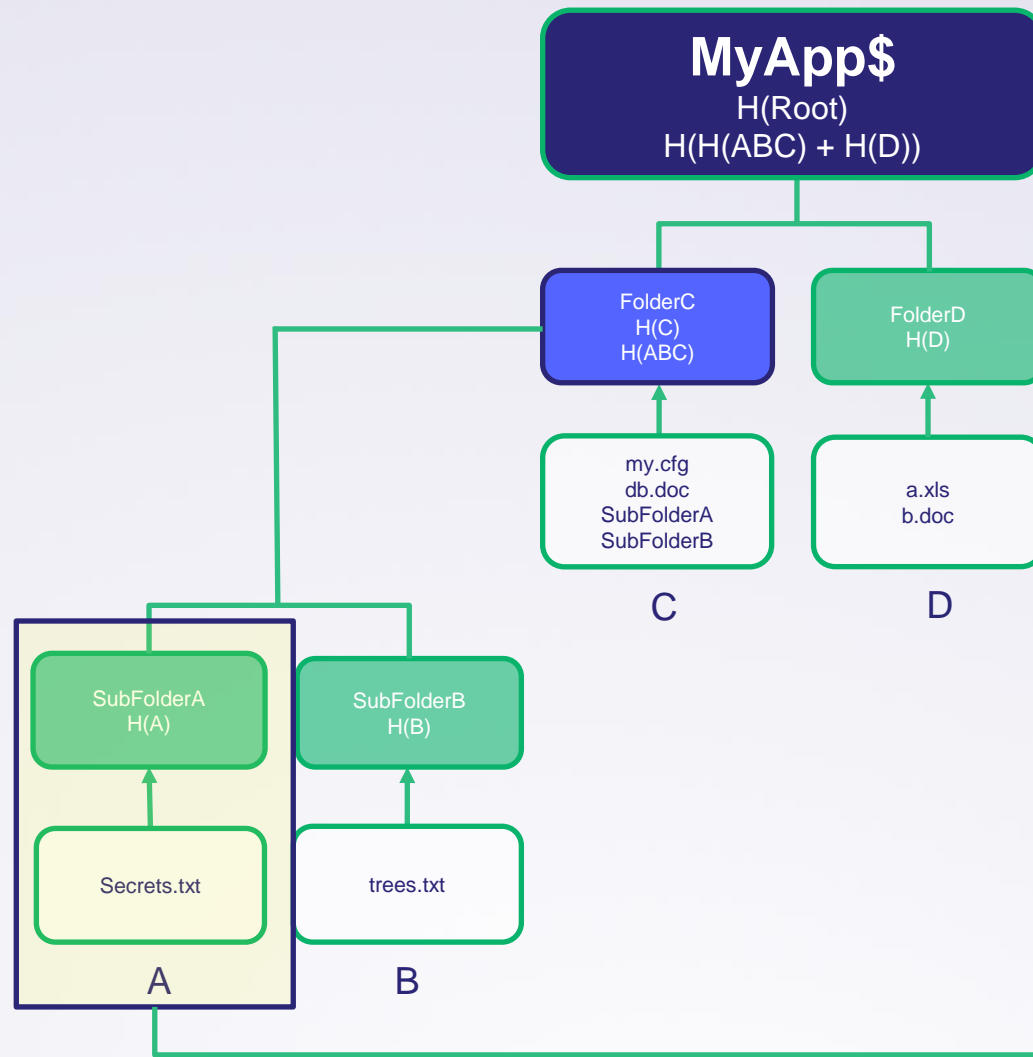 MyApp$
H(Root)
H(H(ABC) + H(D))
FolderC
H(C)
H(ABC)
FolderD
H(D)
my.cfg
db.doc
SubFolderA
SubFolderB
a.xls
b.doc
C
D
SubFolderA
H(A)
SubFolderB
H(B)
Secrets.txt
trees.txt
A
B